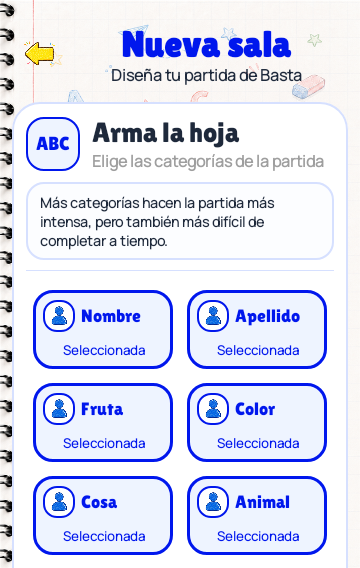 Nueva sala
Diseña tu partida de Basta
ABC
Arma la hoja
Elige las categorías de la partida
Más categorías hacen la partida más
intensa, pero también más difícil de
completar a tiempo.
Nombre
Seleccionada
Apellido
Seleccionada
Fruta
Seleccionada
Color
Seleccionada
Cosa
Seleccionada
Animal
Seleccionada